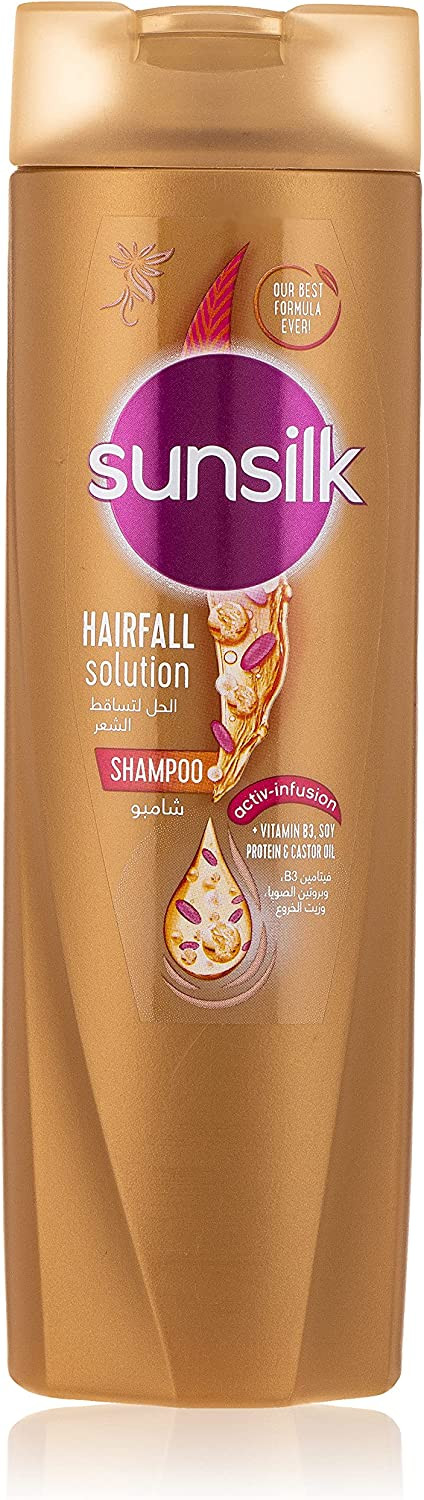 OUR BEST
FORMULA
EVER!
sunsilk
HAIRFALL
solution
الحل لتساقط
الشعر
SHAMPOO
شامبو
activ-infusion
+ VITAMIN B3, SOY
PROTEIN & CASTOR OIL
فيتامين B3،
وبروتين الصويا،
وزيت الخروع